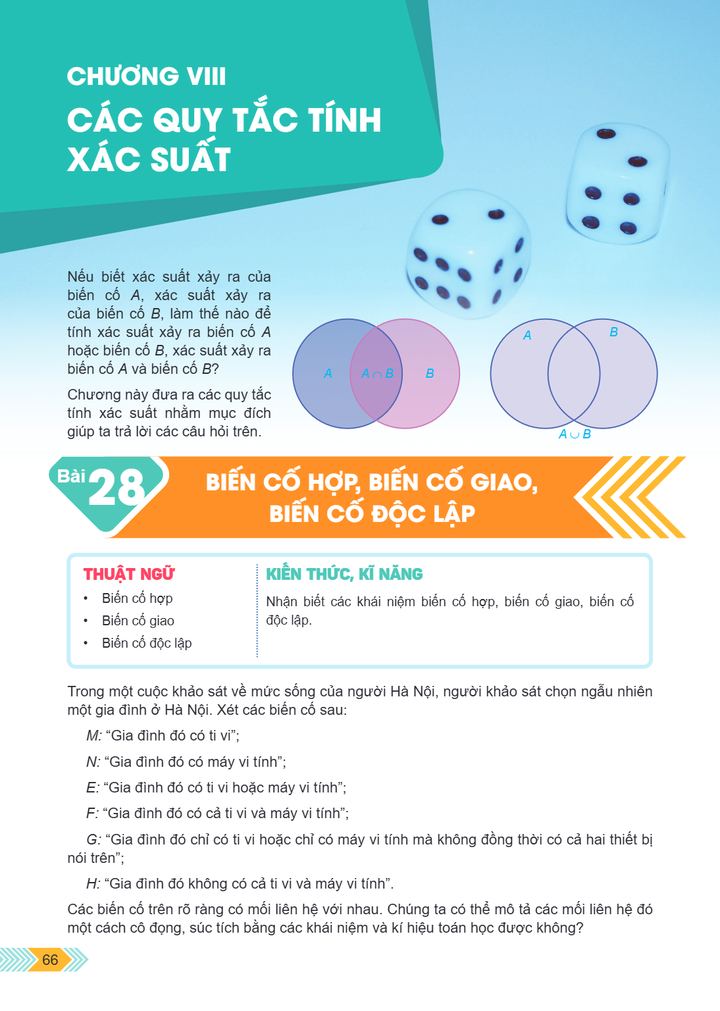 CHƯƠNG VIII
CÁC QUY TẮC TÍNH
XÁC SUẤT
Nếu biết xác suất xảy ra của
biến cố A, xác suất xảy ra
của biến cố B, làm thế nào để
tính xác suất xảy ra biến cố A
hoặc biến cố B, xác suất xảy ra
biến cố A và biến cố B?
Chương này đưa ra các quy tắc
tính xác suất nhằm mục đích
giúp ta trả lời các câu hỏi trên.
A
A ∩ B
B
A
B
A ∪ B
Bài 28
BIẾN CỐ HỢP, BIẾN CỐ GIAO,
BIẾN CỐ ĐỘC LẬP
THUẬT NGỮ
• Biến cố hợp
• Biến cố giao
• Biến cố độc lập
KIẾN THỨC, KĨ NĂNG
Nhận biết các khái niệm biến cố hợp, biến cố giao, biến cố
độc lập.
Trong một cuộc khảo sát về mức sống của người Hà Nội, người khảo sát chọn ngẫu nhiên
một gia đình ở Hà Nội. Xét các biến cố sau:
M: “Gia đình đó có ti vi”;
N: “Gia đình đó có máy vi tính”;
E: “Gia đình đó có ti vi hoặc máy vi tính”;
F: “Gia đình đó có cả ti vi và máy vi tính”;
G: “Gia đình đó chỉ có ti vi hoặc chỉ có máy vi tính mà không đồng thời có cả hai thiết bị
nói trên”;
H: “Gia đình đó không có cả ti vi và máy vi tính”.
Các biến cố trên rõ ràng có mối liên hệ với nhau. Chúng ta có thể mô tả các mối liên hệ đó
một cách cô đọng, súc tích bằng các khái niệm và kí hiệu toán học được không?
66